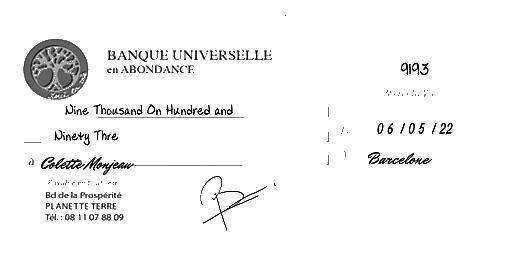 BANQUE UNIVERSELLE
en ABONDANCE
9193
Nine Thousand On Hundred and
Ninety Thre
06/05/22
à Colette Monjeau
Barcelone
Bd de la Prospérité
PLANETTE TERRE
Tél. : 08 11 07 88 09